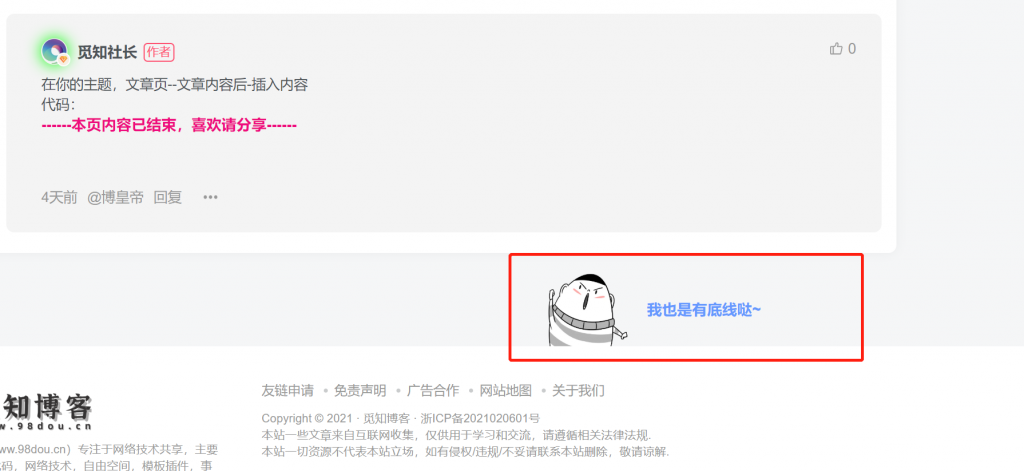 觅知社长 作者
0
在你的主题，文章页--文章内容后-插入内容
代码：
------本页内容已结束，喜欢请分享------
4天前 @博皇帝 回复 •••
我也是有底线哒~
知博客
w.98dou.cn
友链申请 • 免责声明 • 广告合作 • 网站地图 • 关于我们
Copyright © 2021 · 觅知博客 · 浙ICP备2021020601号
本站一些文章来自互联网收集，仅供用于学习和交流，请遵循相关法律法规.
本站一切资源不代表本站立场，如有侵权/违规/不妥请联系本站删除，敬请谅解.
ww.98dou.cn）专注于网络技术共享，主要
代码，网络技术，自由空间，模板插件，事